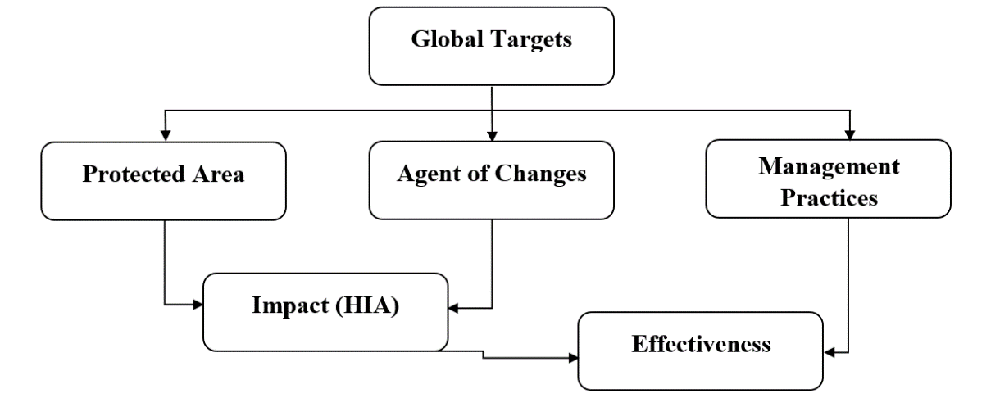 Global Targets
Protected Area
Agent of Changes
Management
Practices
Impact (HIA)
Effectiveness